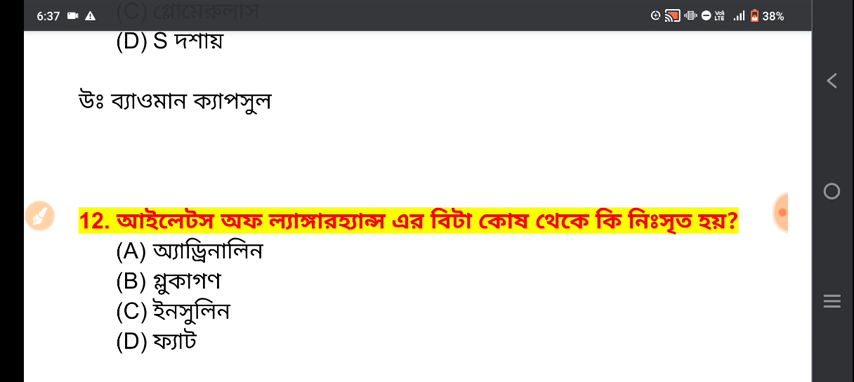 6:37
38%
(C) গ্লোমেরুলাস
(D) S দশায়
উঃ ব্যাওমান ক্যাপসুল
12. আইলেটস অফ ল্যাঙ্গারহ্যান্স এর বিটা কোষ থেকে কি নিঃসৃত হয়?
(A) অ্যাড্রিনালিন
(B) গ্লুকাগণ
(C) ইনসুলিন
(D) ফ্যাট